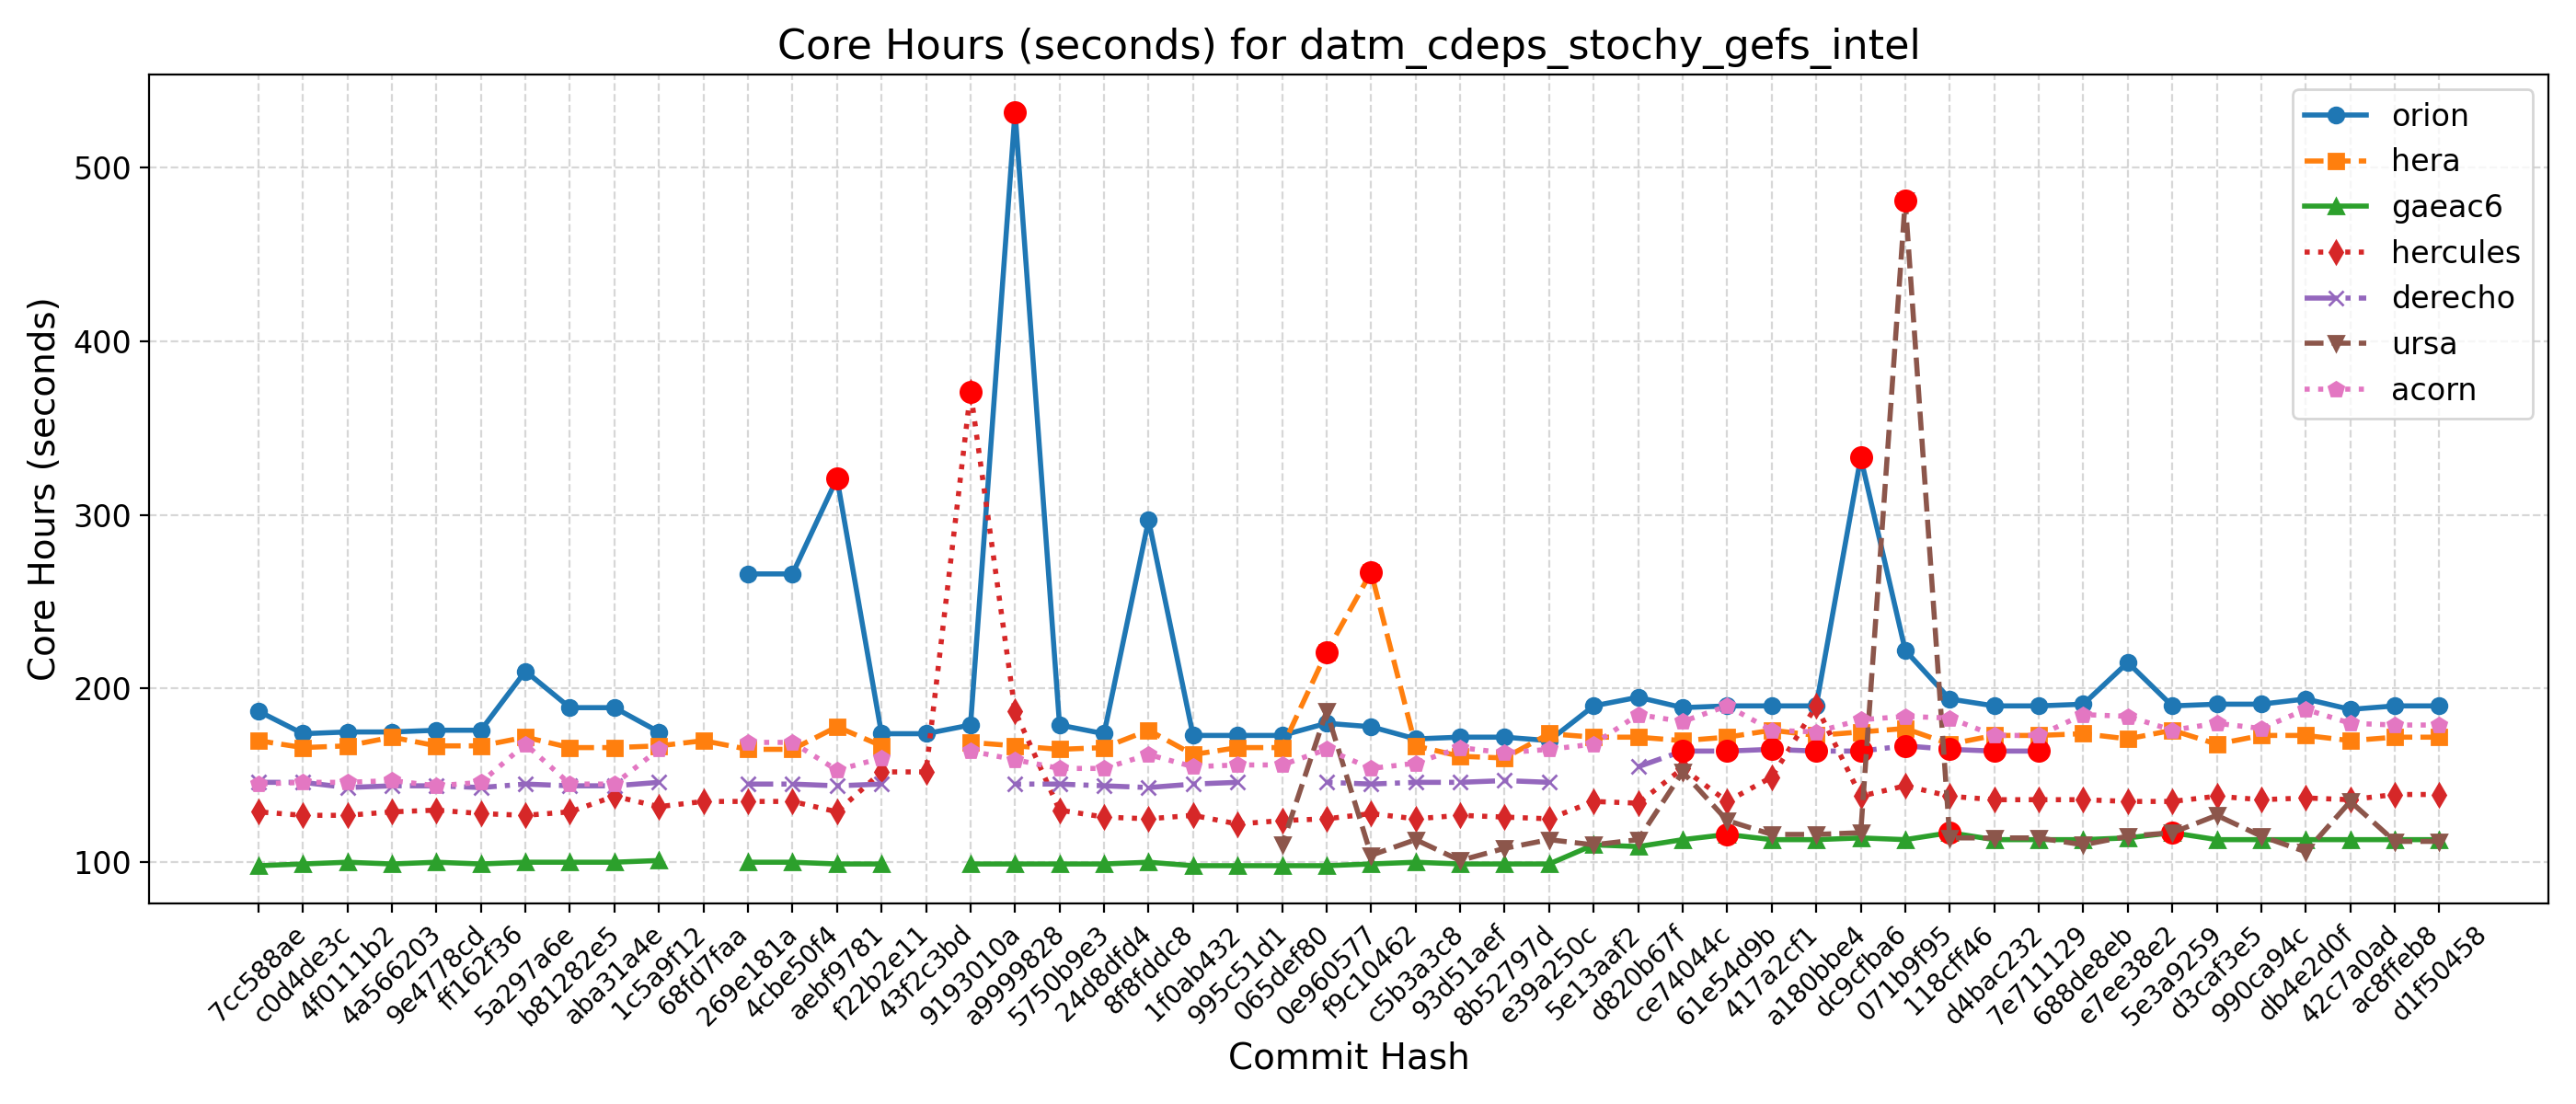 Core Hours (seconds) for datm_cdeps_stochy_gefs_intel
Core Hours (seconds)
500
400
300
200
100
orion
hera
gaeac6
hercules
derecho
ursa
acorn
7cc588ae
c0d4de3c
4f0111b2
4a566203
9e4778cd
ff162f36
5a297a6e
b81282e5
aba31a4e
1c5a9f12
68fd7faa
269e181a
4cbe50f4
aebf9781
f22b2e11
43f2c3bd
9193010a
a9999828
5750b9e3
24d8dfd4
8f8fddc8
1f0ab432
995c51d1
065def80
0e960577
f9c10462
c5b3a3c8
93d51aef
8b52797d
e39a250c
5e13aaf2
d820b67f
ce74044c
61e54d9b
417a2cf1
a180bbe4
dc9cfba6
071b9f95
118cff46
d4bac232
7e711129
688de8eb
e7ee38e2
5e3a9259
d3caf3e5
990ca94c
db4e2d0f
42c7a0ad
ac8ffeb8
d1f50458
Commit Hash